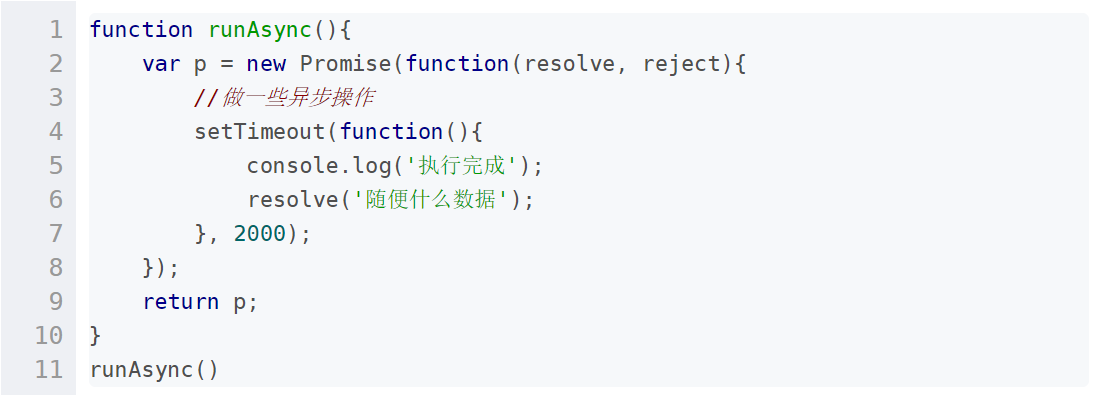 1 function runAsync(){
2     var p = new Promise(function(resolve, reject){
3         //做一些异步操作
4         setTimeout(function(){
5             console.log('执行完成');
6             resolve('随便什么数据');
7         }, 2000);
8     });
9     return p;
10 }
11 runAsync()